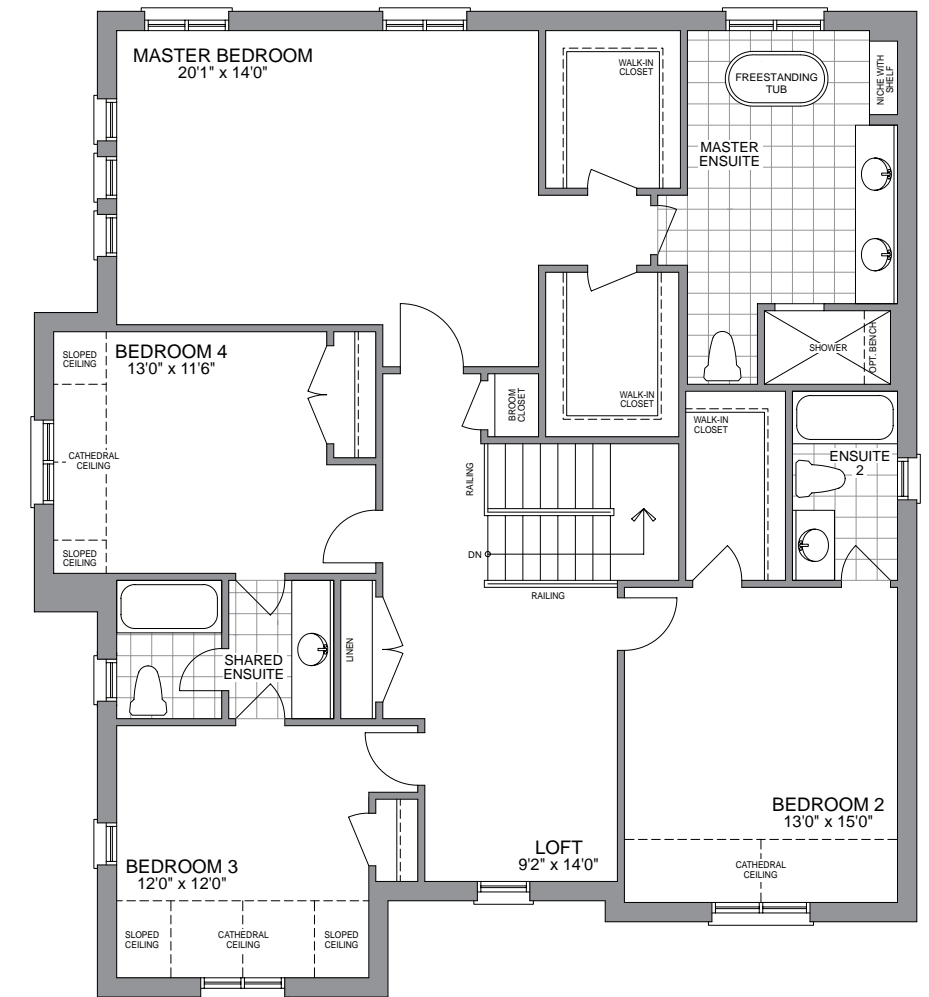 MASTER BEDROOM
20'1" x 14'0"
WALK-IN
CLOSET
FREESTANDING
TUB
NICHE WITH
SHELF
MASTER
ENSUITE
SLOPED
CEILING
BEDROOM 4
13'0" x 11'6"
SHOWER
OPT. BENCH
BROOM
CLOSET
WALK-IN
CLOSET
WALK-IN
CLOSET
CATHEDRAL
CEILING
RAILING
ENSUITE
2
SLOPED
CEILING
DN
RAILING
SHARED
ENSUITE
LINEN
BEDROOM 2
13'0" x 15'0"
LOFT
9'2" x 14'0"
BEDROOM 3
12'0" x 12'0"
CATHEDRAL
CEILING
SLOPED
CEILING
CATHEDRAL
CEILING
SLOPED
CEILING